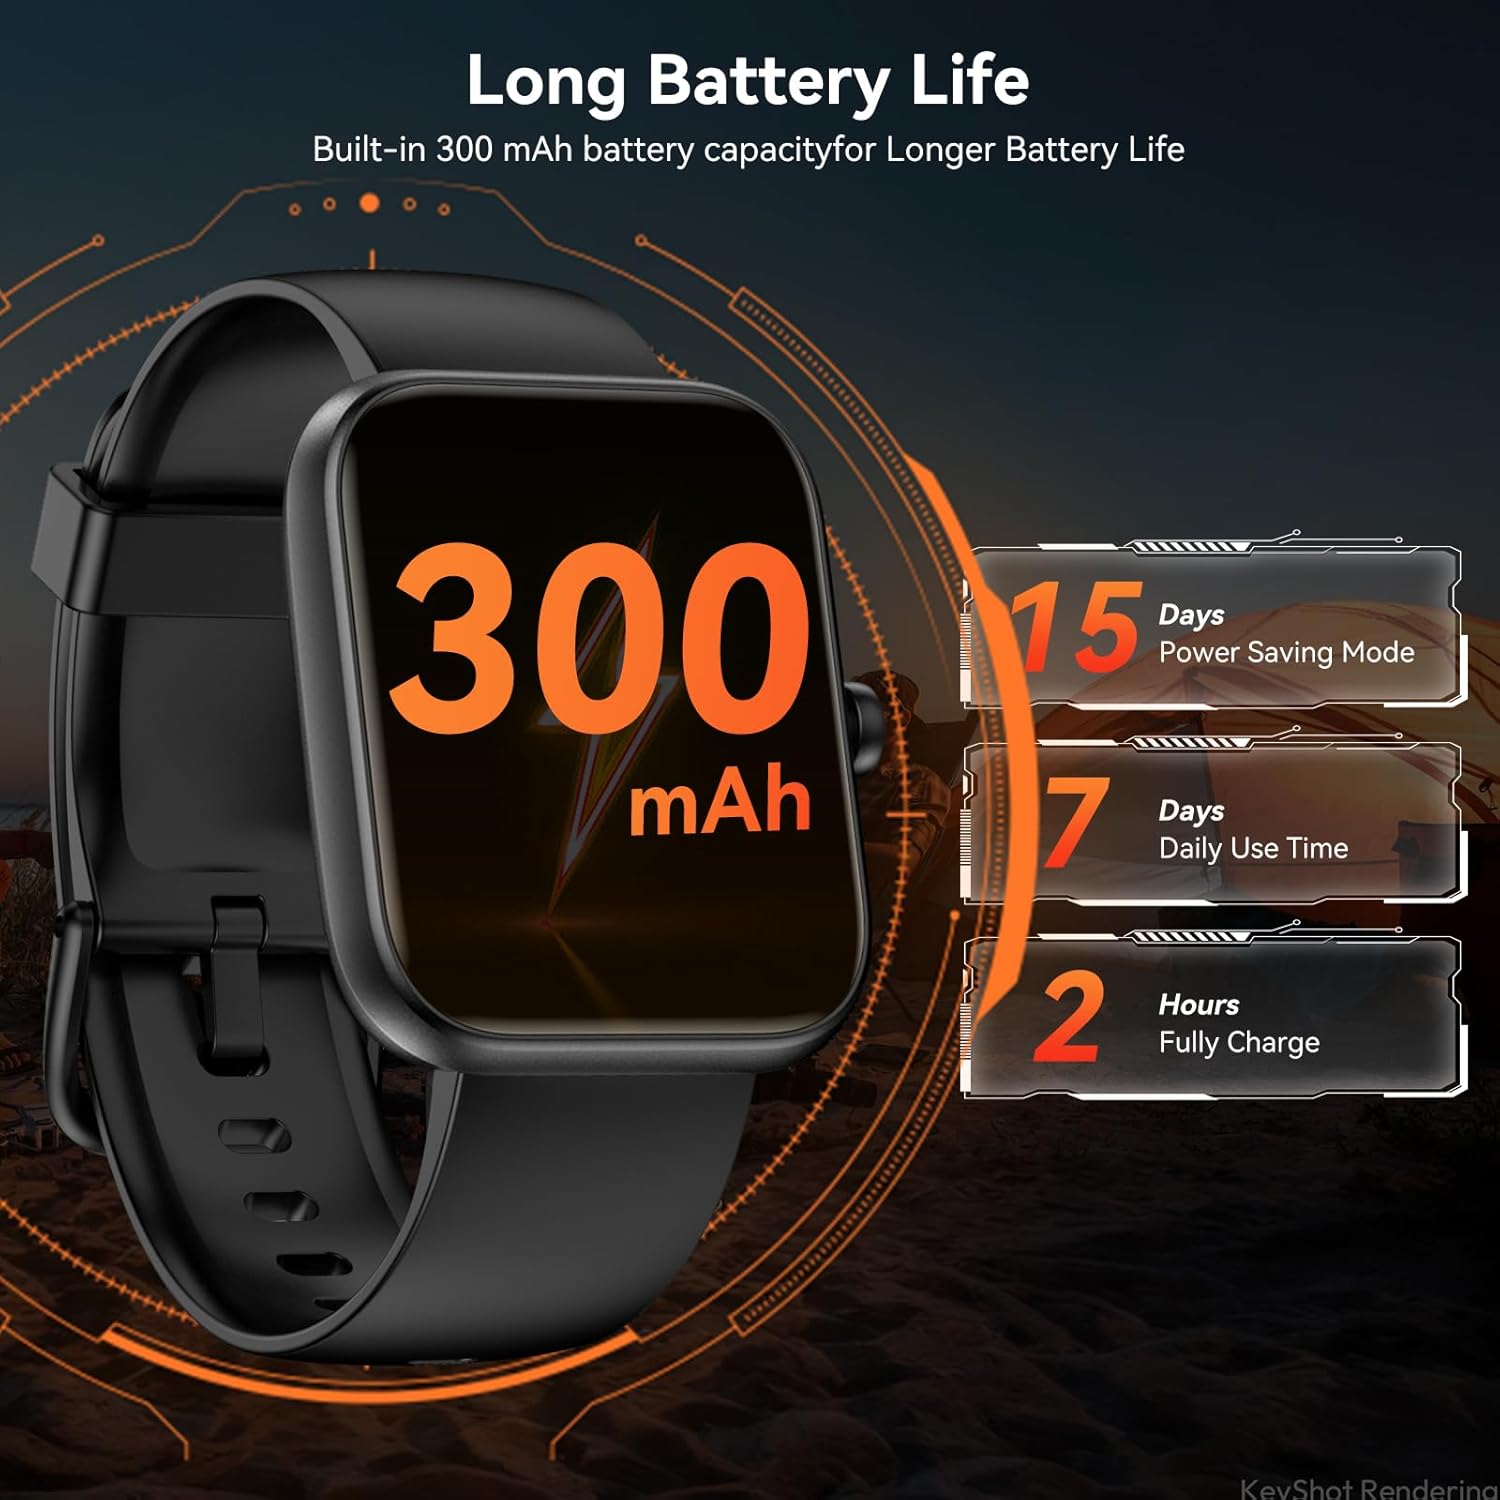 Long Battery Life
Built-in 300 mAh battery capacityfor Longer Battery Life
300
mAh
15
Days
Power Saving Mode
7
Days
Daily Use Time
2
Hours
Fully Charge
KeyShot Rendering